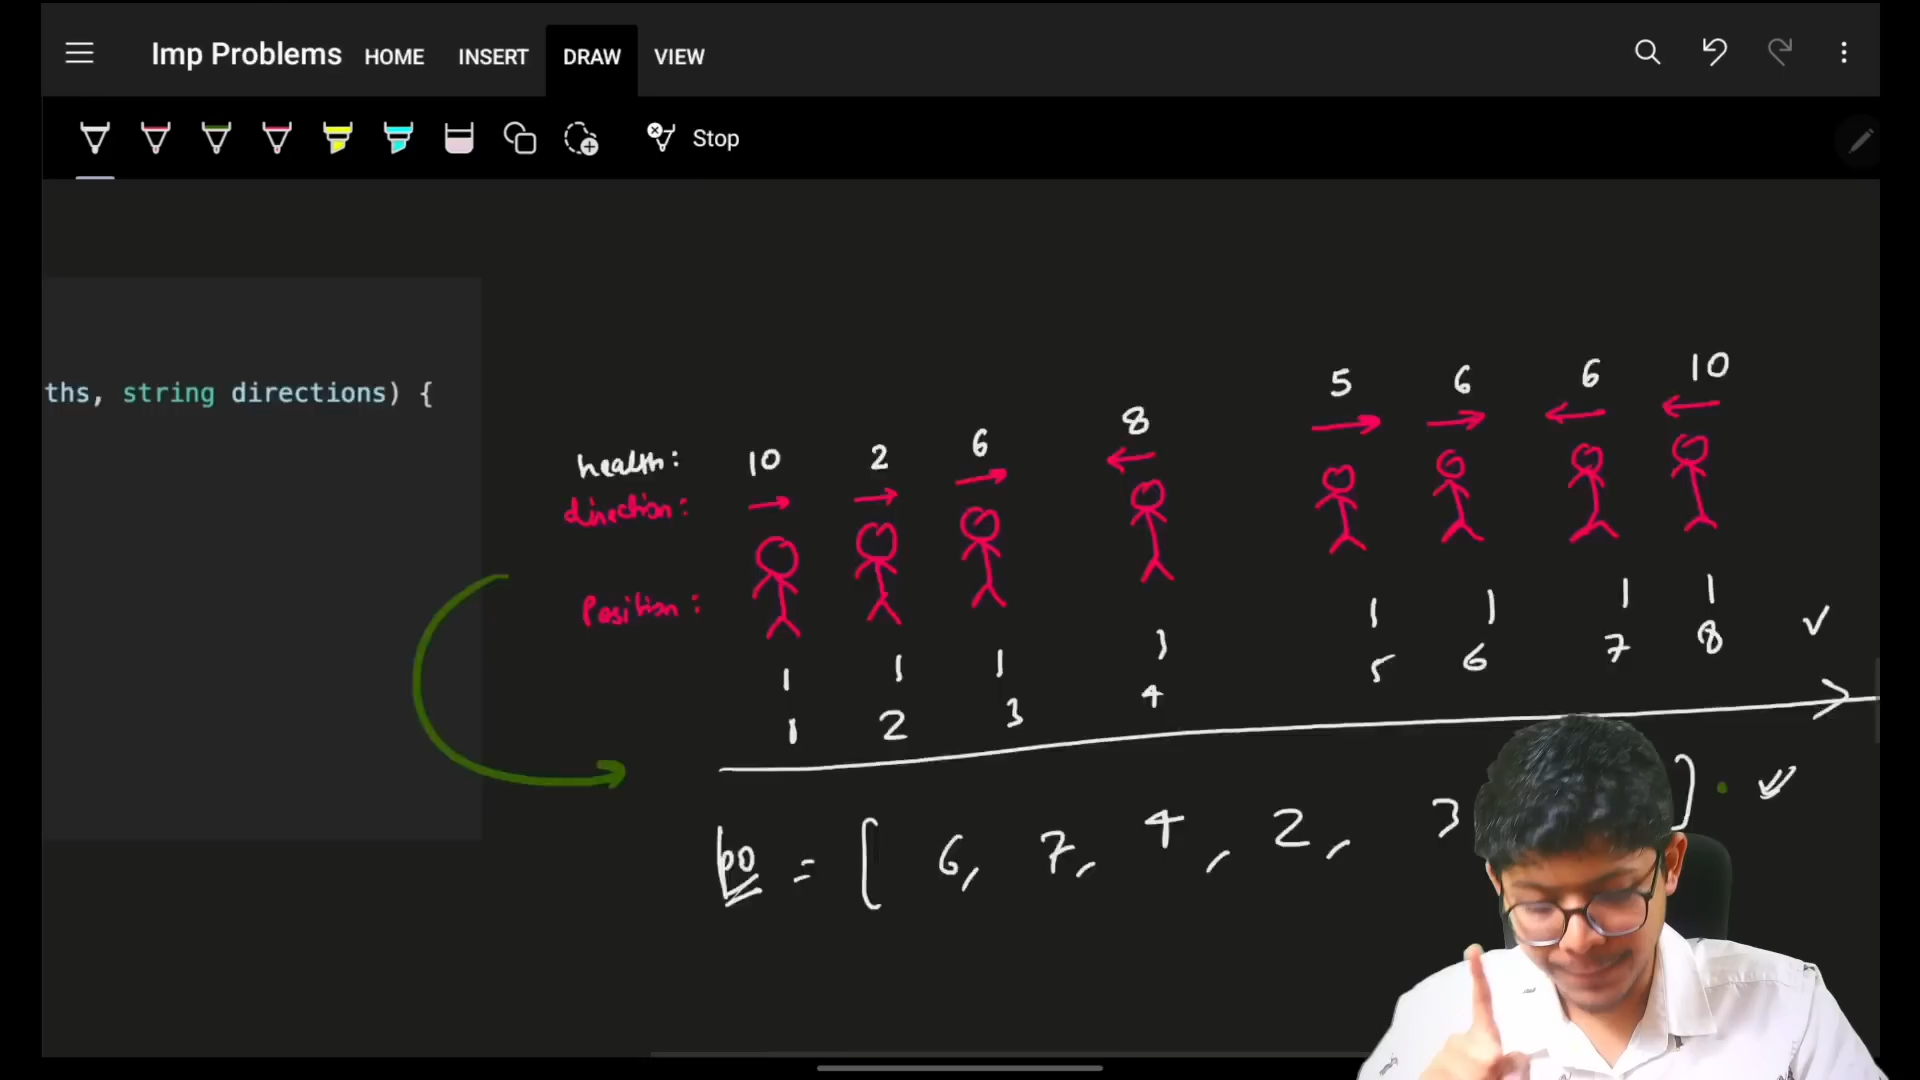 Imp Problems HOME INSERT DRAW VIEW
Stop
ths, string directions) {
health: 10 2 6 8 5 6 6 10
direction:
Position:
1 2 3 4 5 6 7 8
= [ 6, 7, 4, 2, 3 ]